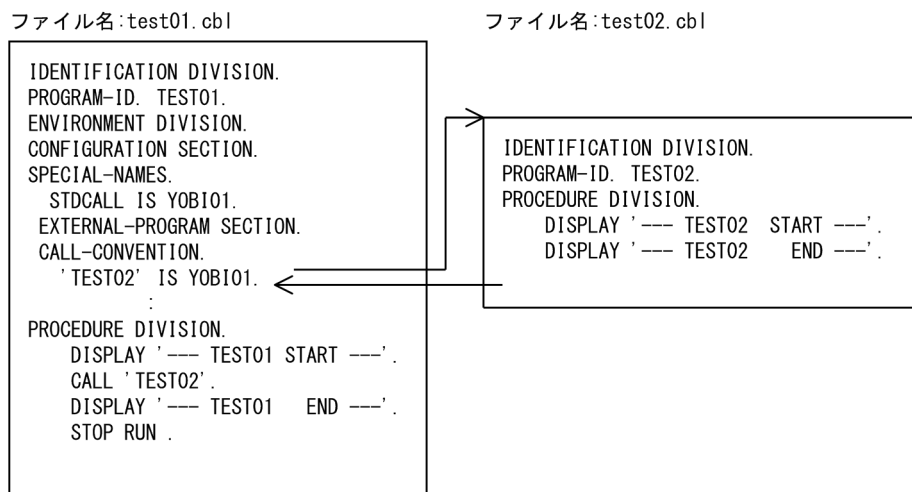 ファイル名:test01.cbl
IDENTIFICATION DIVISION.
PROGRAM-ID. TEST01.
ENVIRONMENT DIVISION.
CONFIGURATION SECTION.
SPECIAL-NAMES.
STDCALL IS YOBI01.
EXTERNAL-PROGRAM SECTION.
CALL-CONVENTION.
'TEST02' IS YOBI01.
:
PROCEDURE DIVISION.
DISPLAY '--- TEST01 START ---'.
CALL 'TEST02'.
DISPLAY '--- TEST01   END ---'.
STOP RUN .
ファイル名:test02.cbl
IDENTIFICATION DIVISION.
PROGRAM-ID. TEST02.
PROCEDURE DIVISION.
DISPLAY '--- TEST02  START ---'.
DISPLAY '--- TEST02    END ---'.